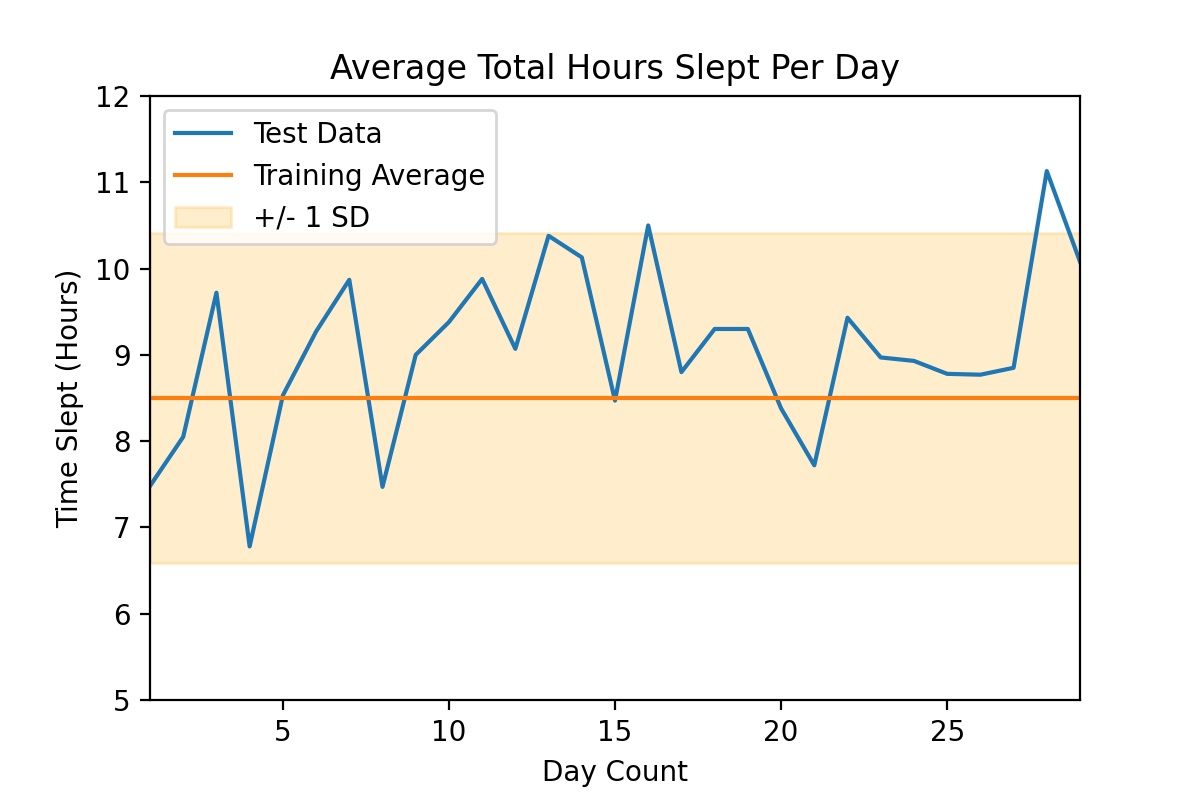 Average Total Hours Slept Per Day
12
11
10
9
8
7
6
5
Time Slept (Hours)
Test Data
Training Average
+/- 1 SD
5 10 15 20 25
Day Count